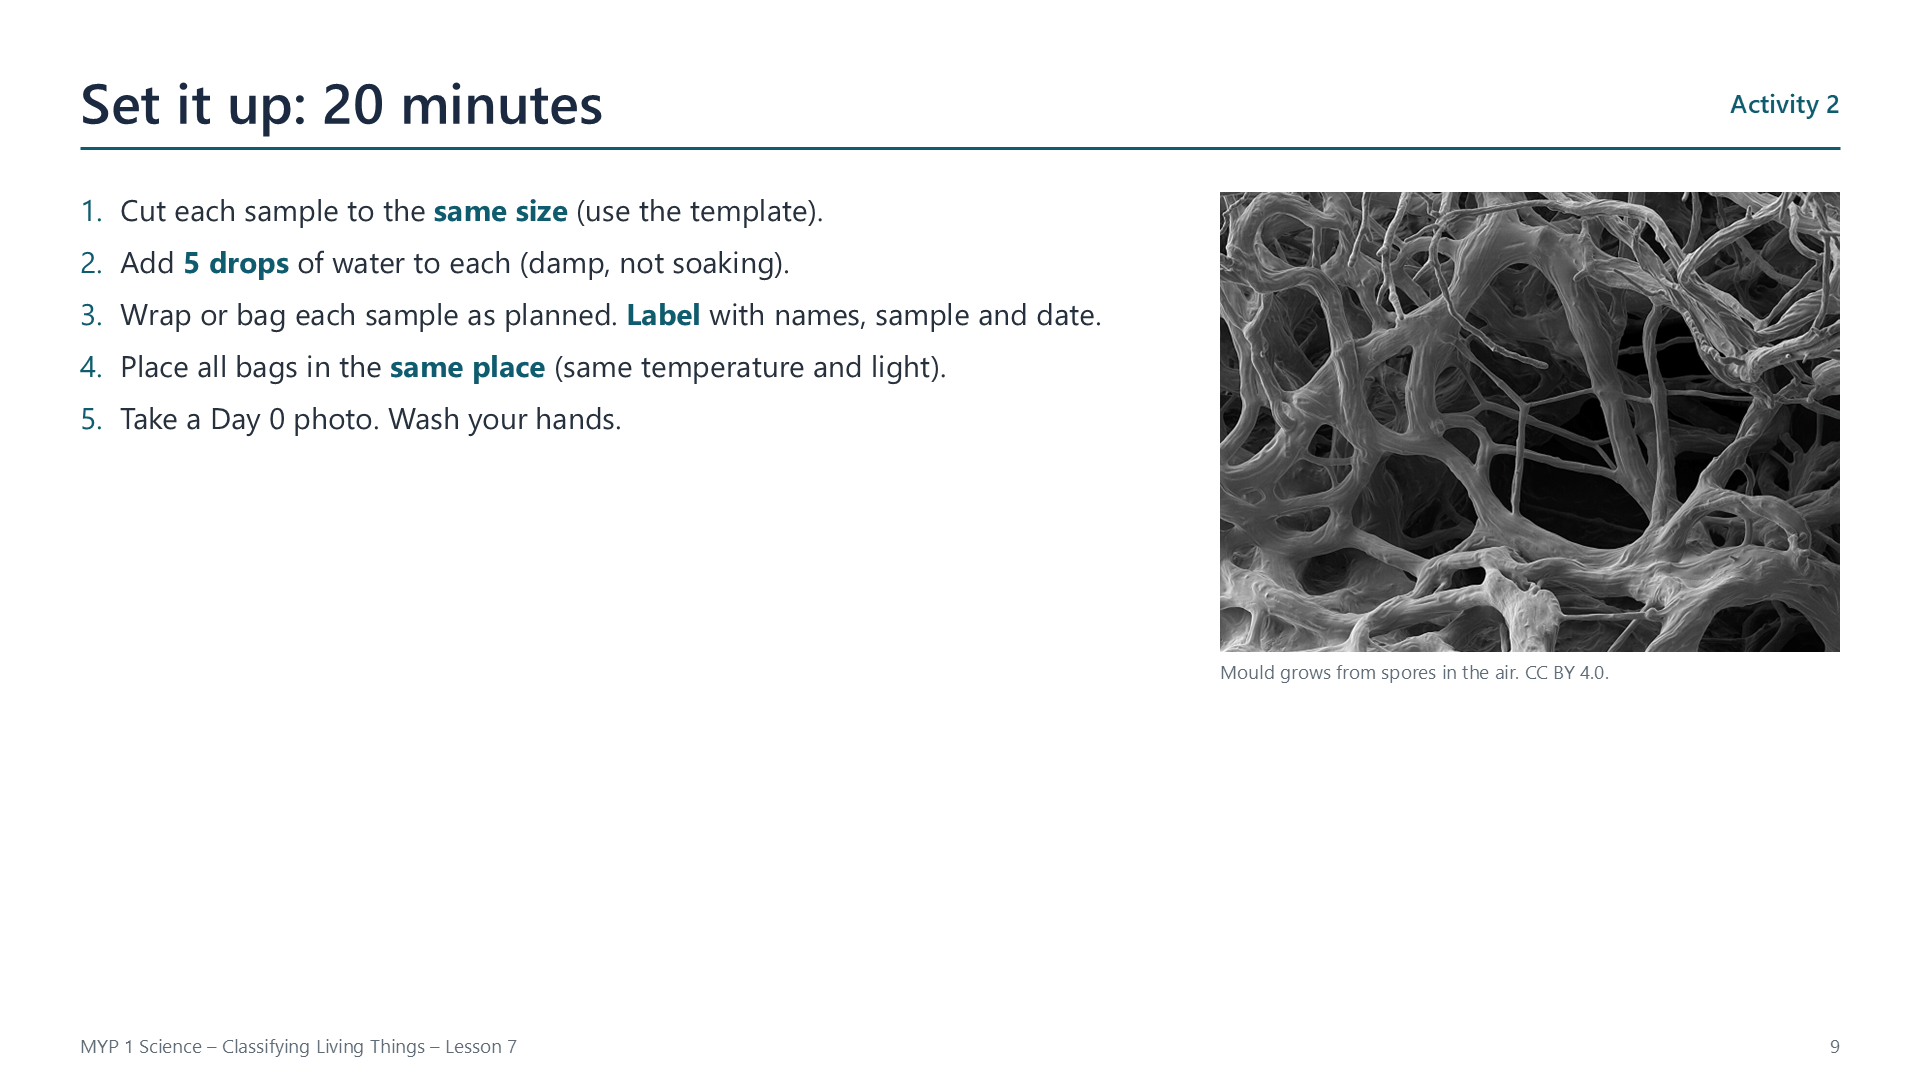 Set it up: 20 minutes
Activity 2
1. Cut each sample to the same size (use the template).
2. Add 5 drops of water to each (damp, not soaking).
3. Wrap or bag each sample as planned. Label with names, sample and date.
4. Place all bags in the same place (same temperature and light).
5. Take a Day 0 photo. Wash your hands.
Mould grows from spores in the air. CC BY 4.0.
MYP 1 Science – Classifying Living Things – Lesson 7
9